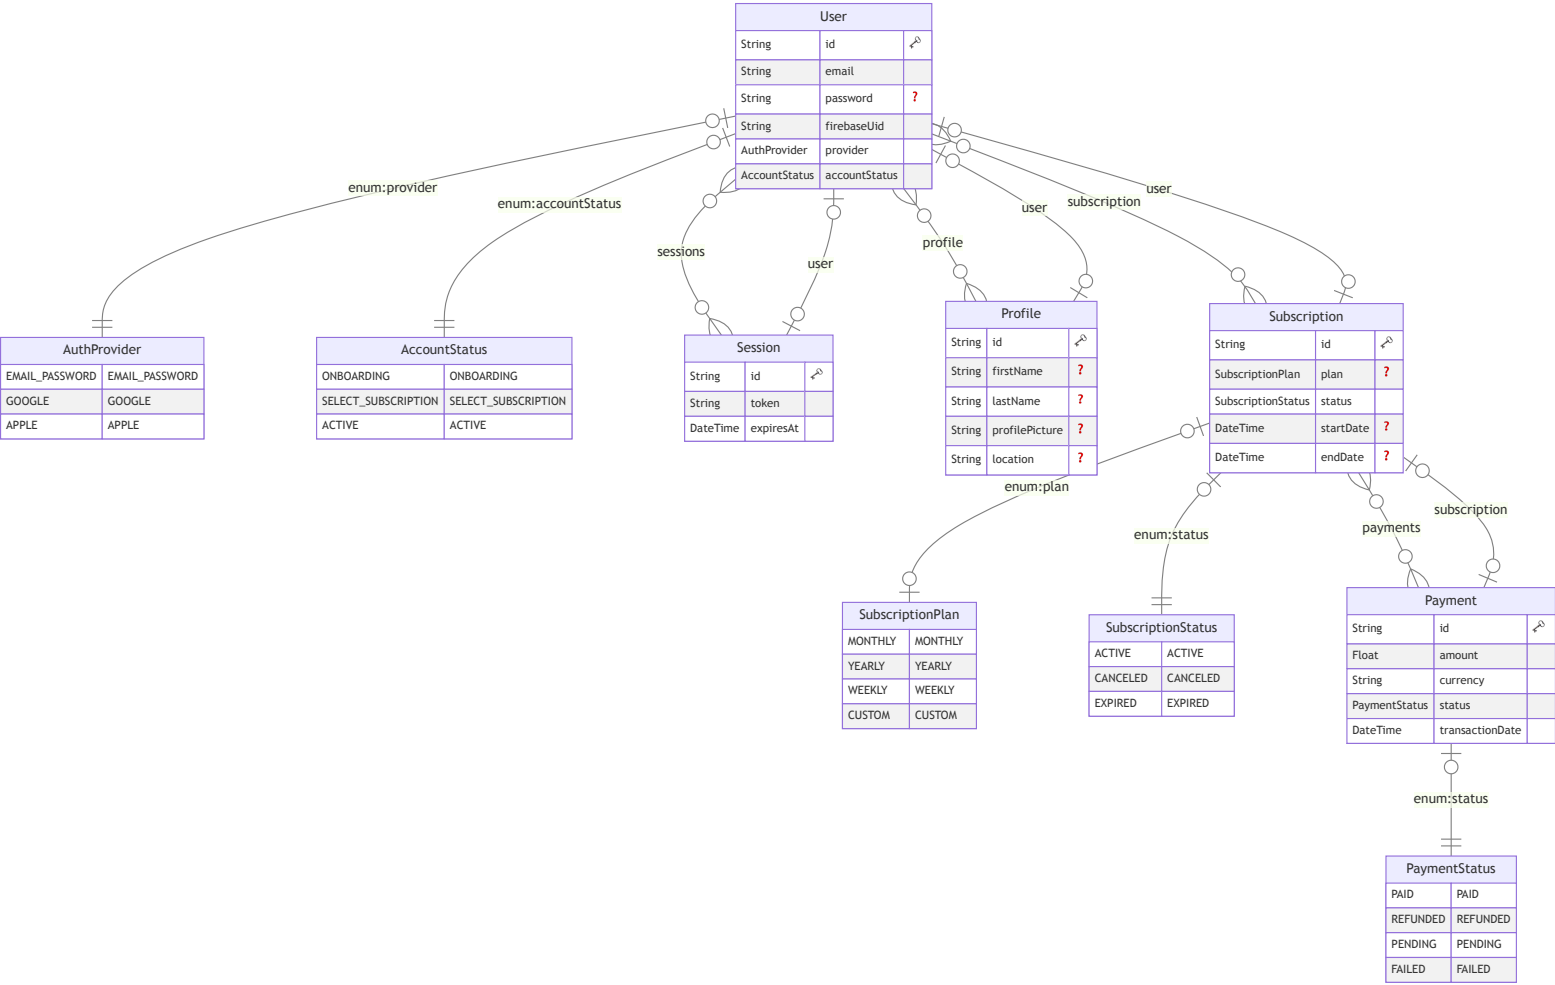 User
String id
String email
String password ?
String firebaseUid
AuthProvider provider
AccountStatus accountStatus
enum:provider
enum:accountStatus
sessions
user
profile
user
subscription
user
AuthProvider
EMAIL_PASSWORD EMAIL_PASSWORD
GOOGLE GOOGLE
APPLE APPLE
AccountStatus
ONBOARDING ONBOARDING
SELECT_SUBSCRIPTION SELECT_SUBSCRIPTION
ACTIVE ACTIVE
Session
String id
String token
DateTime expiresAt
Profile
String id
String firstName ?
String lastName ?
String profilePicture ?
String location ?
Subscription
String id
SubscriptionPlan plan ?
SubscriptionStatus status
DateTime startDate ?
DateTime endDate ?
enum:plan
enum:status
payments
subscription
SubscriptionPlan
MONTHLY MONTHLY
YEARLY YEARLY
WEEKLY WEEKLY
CUSTOM CUSTOM
SubscriptionStatus
ACTIVE ACTIVE
CANCELED CANCELED
EXPIRED EXPIRED
Payment
String id
Float amount
String currency
PaymentStatus status
DateTime transactionDate
enum:status
PaymentStatus
PAID PAID
REFUNDED REFUNDED
PENDING PENDING
FAILED FAILED